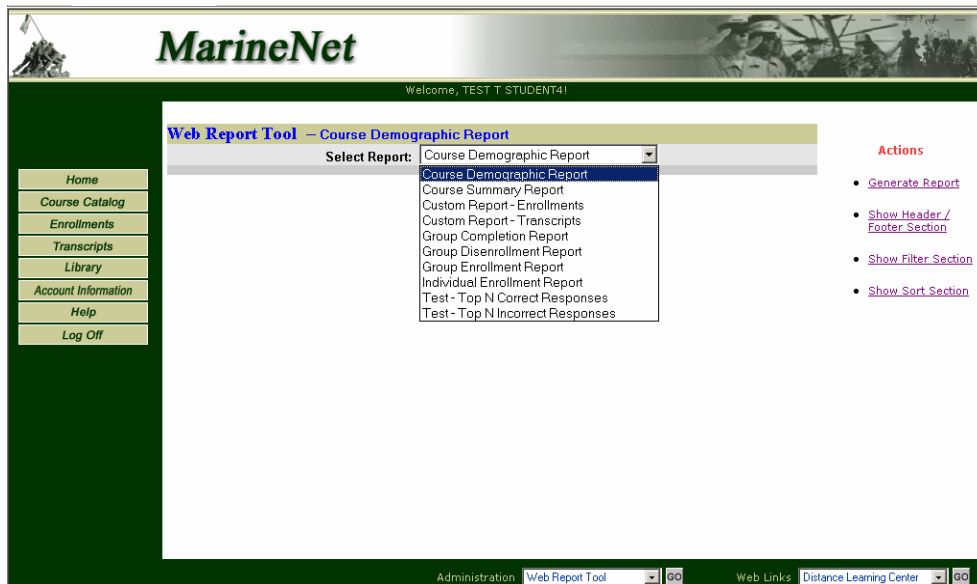 MarineNet
Welcome, TEST T STUDENT4!
Web Report Tool – Course Demographic Report
Select Report: Course Demographic Report
Course Demographic Report
Course Summary Report
Custom Report - Enrollments
Custom Report - Transcripts
Group Completion Report
Group Disenrollment Report
Group Enrollment Report
Individual Enrollment Report
Test - Top N Correct Responses
Test - Top N Incorrect Responses
Home
Course Catalog
Enrollments
Transcripts
Library
Account Information
Help
Log Off
Actions
Generate Report
Show Header /
Footer Section
Show Filter Section
Show Sort Section
Administration Web Report Tool GO Web Links Distance Learning Center GO